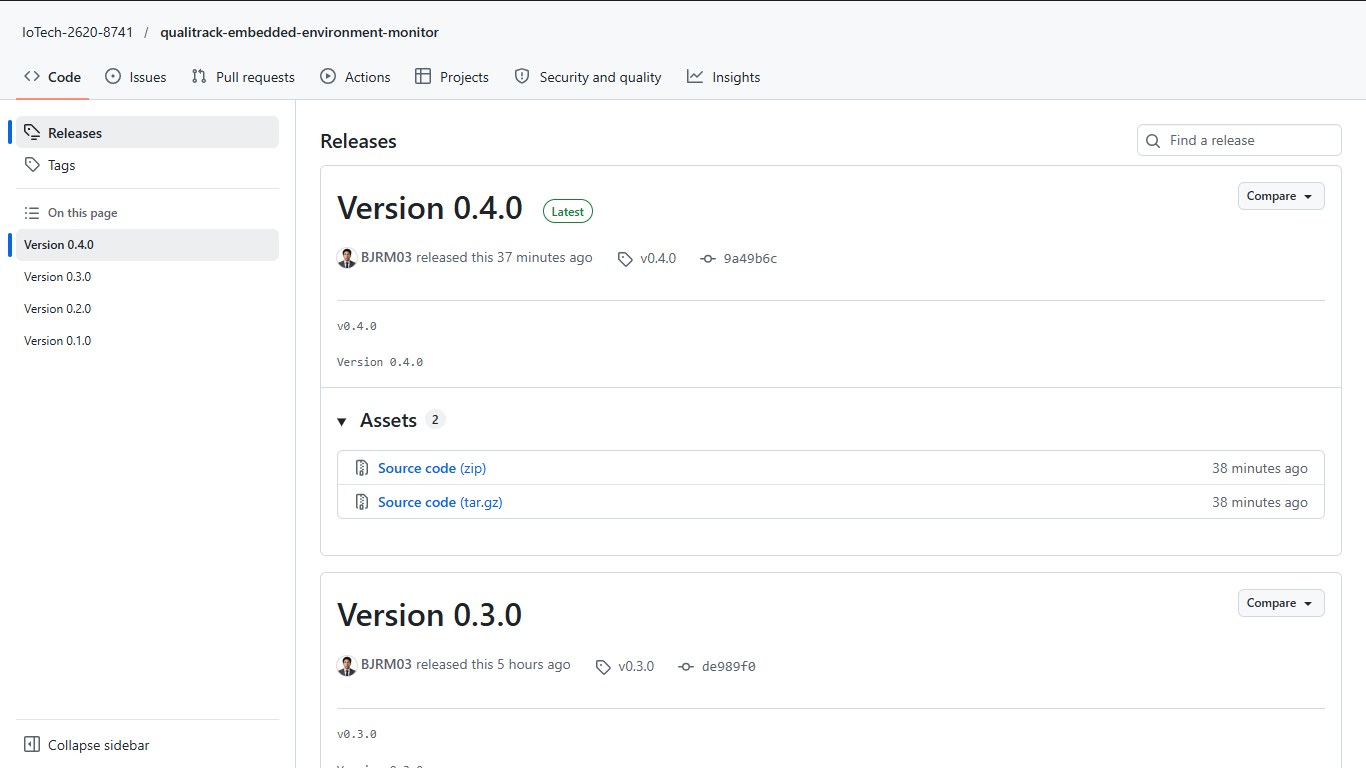 IoTech-2620-8741 / qualitrack-embedded-environment-monitor
Code Issues Pull requests Actions Projects Security and quality Insights
Releases
Tags
On this page
Version 0.4.0
Version 0.3.0
Version 0.2.0
Version 0.1.0
Collapse sidebar
Releases
Find a release
Version 0.4.0 Latest
Compare
BJRM03 released this 37 minutes ago v0.4.0 9a49b6c
v0.4.0
Version 0.4.0
Assets 2
Source code (zip) 38 minutes ago
Source code (tar.gz) 38 minutes ago
Version 0.3.0
Compare
BJRM03 released this 5 hours ago v0.3.0 de989f0
v0.3.0
Version 0.3.0